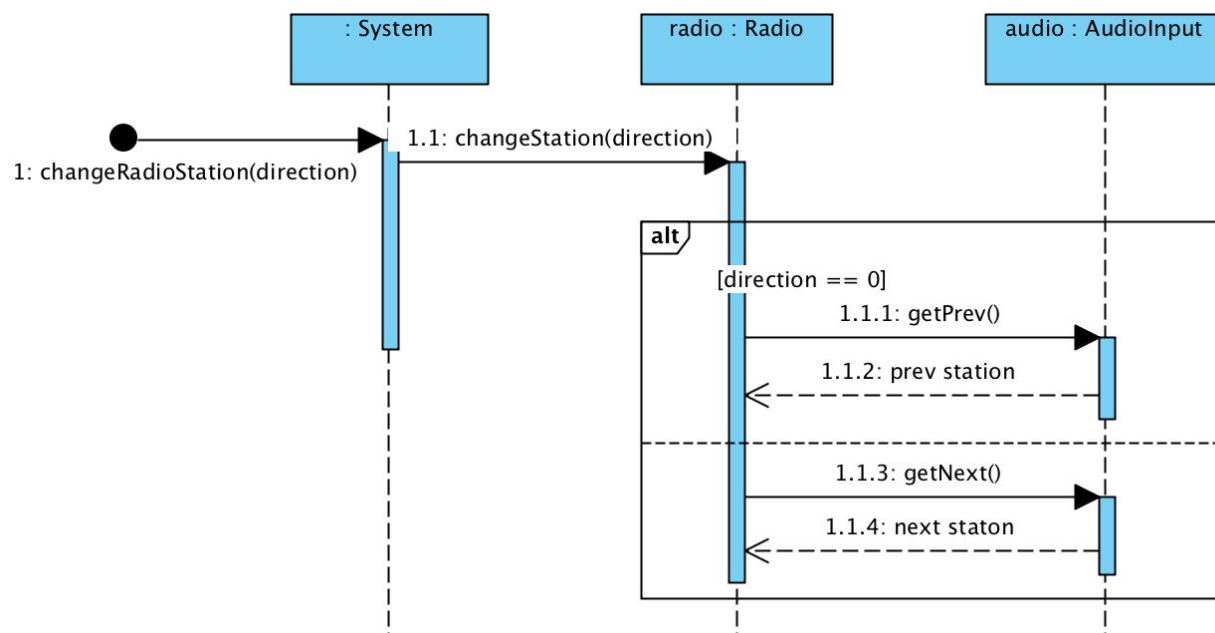 : System
radio : Radio
audio : AudioInput
1: changeRadioStation(direction)
1.1: changeStation(direction)
alt
[direction == 0]
1.1.1: getPrev()
1.1.2: prev station
1.1.3: getNext()
1.1.4: next staton